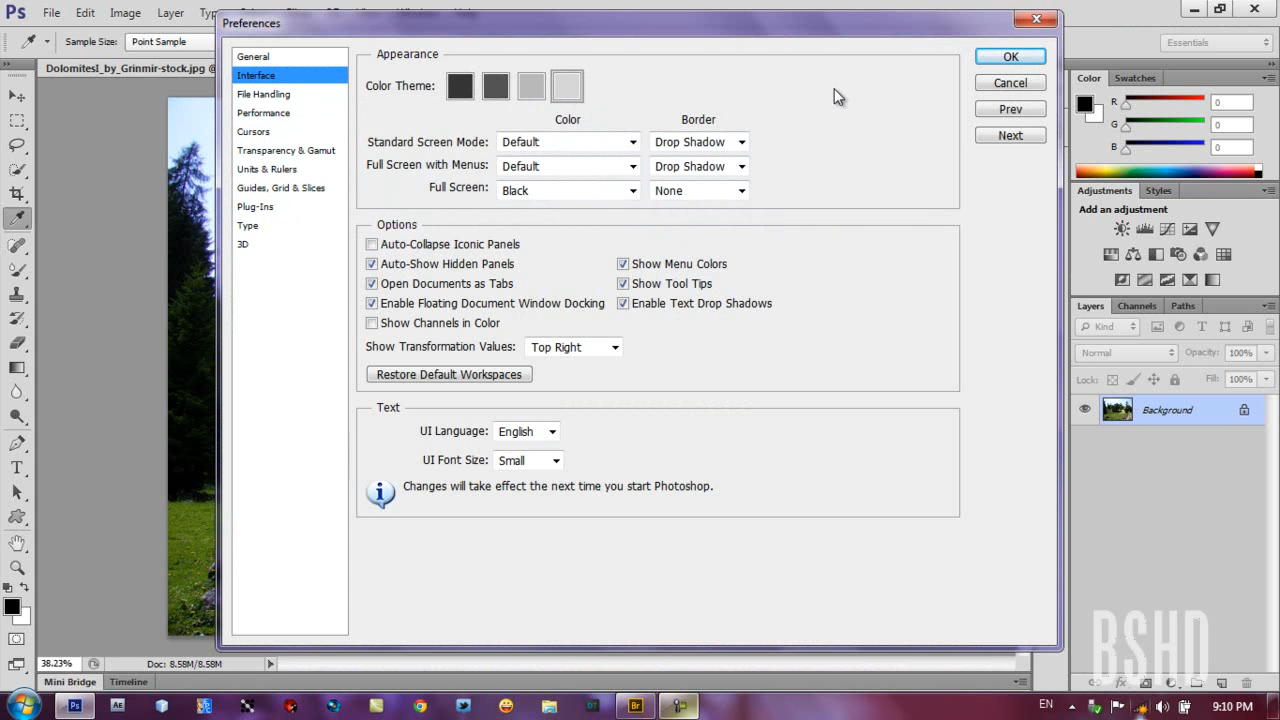 Ps File Edit Image Layer
Sample Size: Point Sample
Essentials
DolomitesI_by_Grinmir-stock.jpg @
Preferences
General
Interface
File Handling
Performance
Cursors
Transparency & Gamut
Units & Rulers
Guides, Grid & Slices
Plug-Ins
Type
3D
Appearance
Color Theme:
Color Border
Standard Screen Mode: Default Drop Shadow
Full Screen with Menus: Default Drop Shadow
Full Screen: Black None
Options
Auto-Collapse Iconic Panels
Auto-Show Hidden Panels Show Menu Colors
Open Documents as Tabs Show Tool Tips
Enable Floating Document Window Docking Enable Text Drop Shadows
Show Channels in Color
Show Transformation Values: Top Right
Restore Default Workspaces
Text
UI Language: English
UI Font Size: Small
Changes will take effect the next time you start Photoshop.
OK
Cancel
Prev
Next
Color Swatches
R 0
G 0
B 0
Adjustments Styles
Add an adjustment
Layers Channels Paths
Kind
Normal Opacity: 100%
Lock: Fill: 100%
Background
BSHD
38.23% Doc: 8.58M/8.58M
Mini Bridge Timeline
Ps Ae DT Br EN 9:10 PM